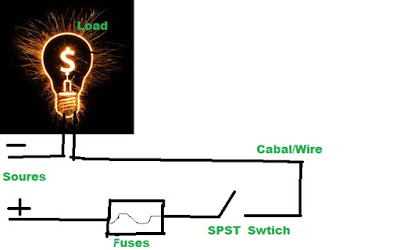 Load
$
Cabal/Wire
−
Soures
+
SPST Swtich
Fuses